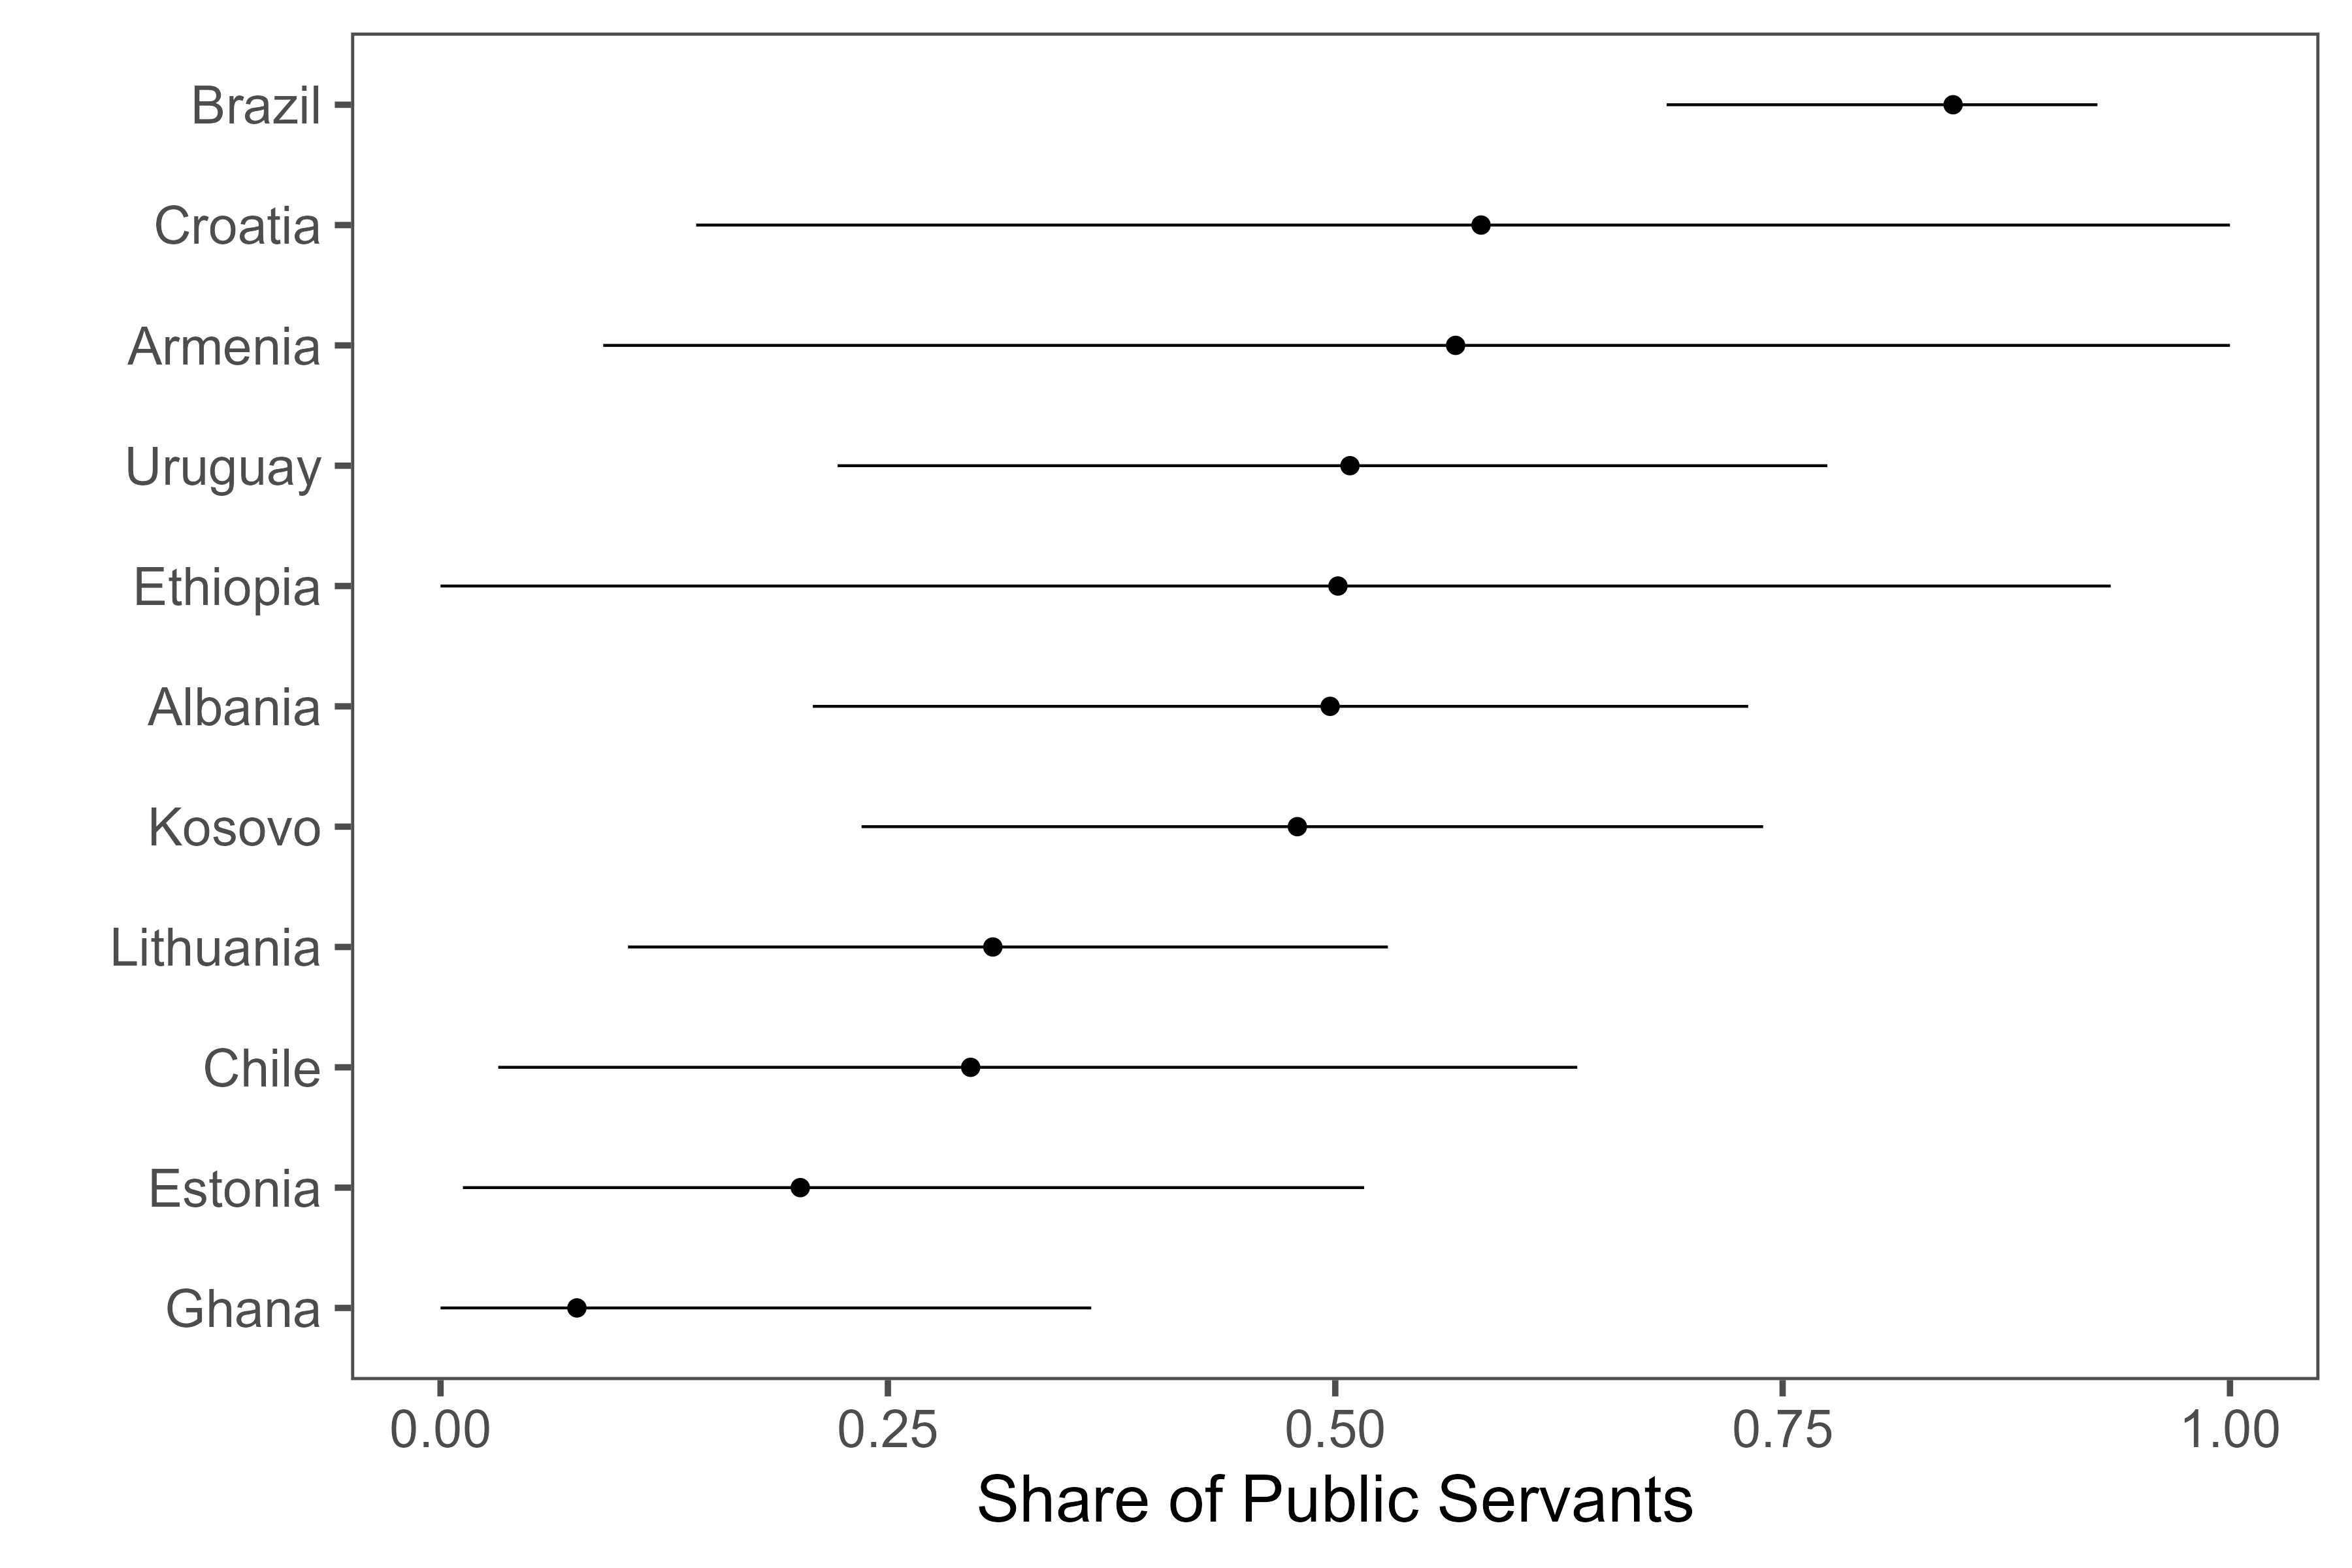 Brazil
Croatia
Armenia
Uruguay
Ethiopia
Albania
Kosovo
Lithuania
Chile
Estonia
Ghana
0.00 0.25 0.50 0.75 1.00
Share of Public Servants